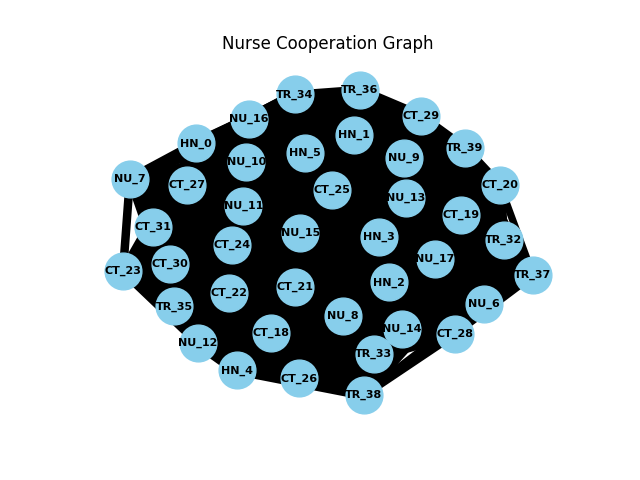 Nurse Cooperation Graph
TR_36
TR_34
CT_29
NU_16
HN_1
HN_0
TR_39
HN_5
NU_9
NU_10
NU_7
CT_27
CT_20
CT_25
NU_13
NU_11
CT_19
CT_31
NU_15
HN_3
TR_32
CT_24
NU_17
CT_30
CT_23
TR_37
HN_2
CT_21
CT_22
NU_6
TR_35
NU_8
NU_14
CT_18
CT_28
NU_12
TR_33
HN_4
CT_26
TR_38